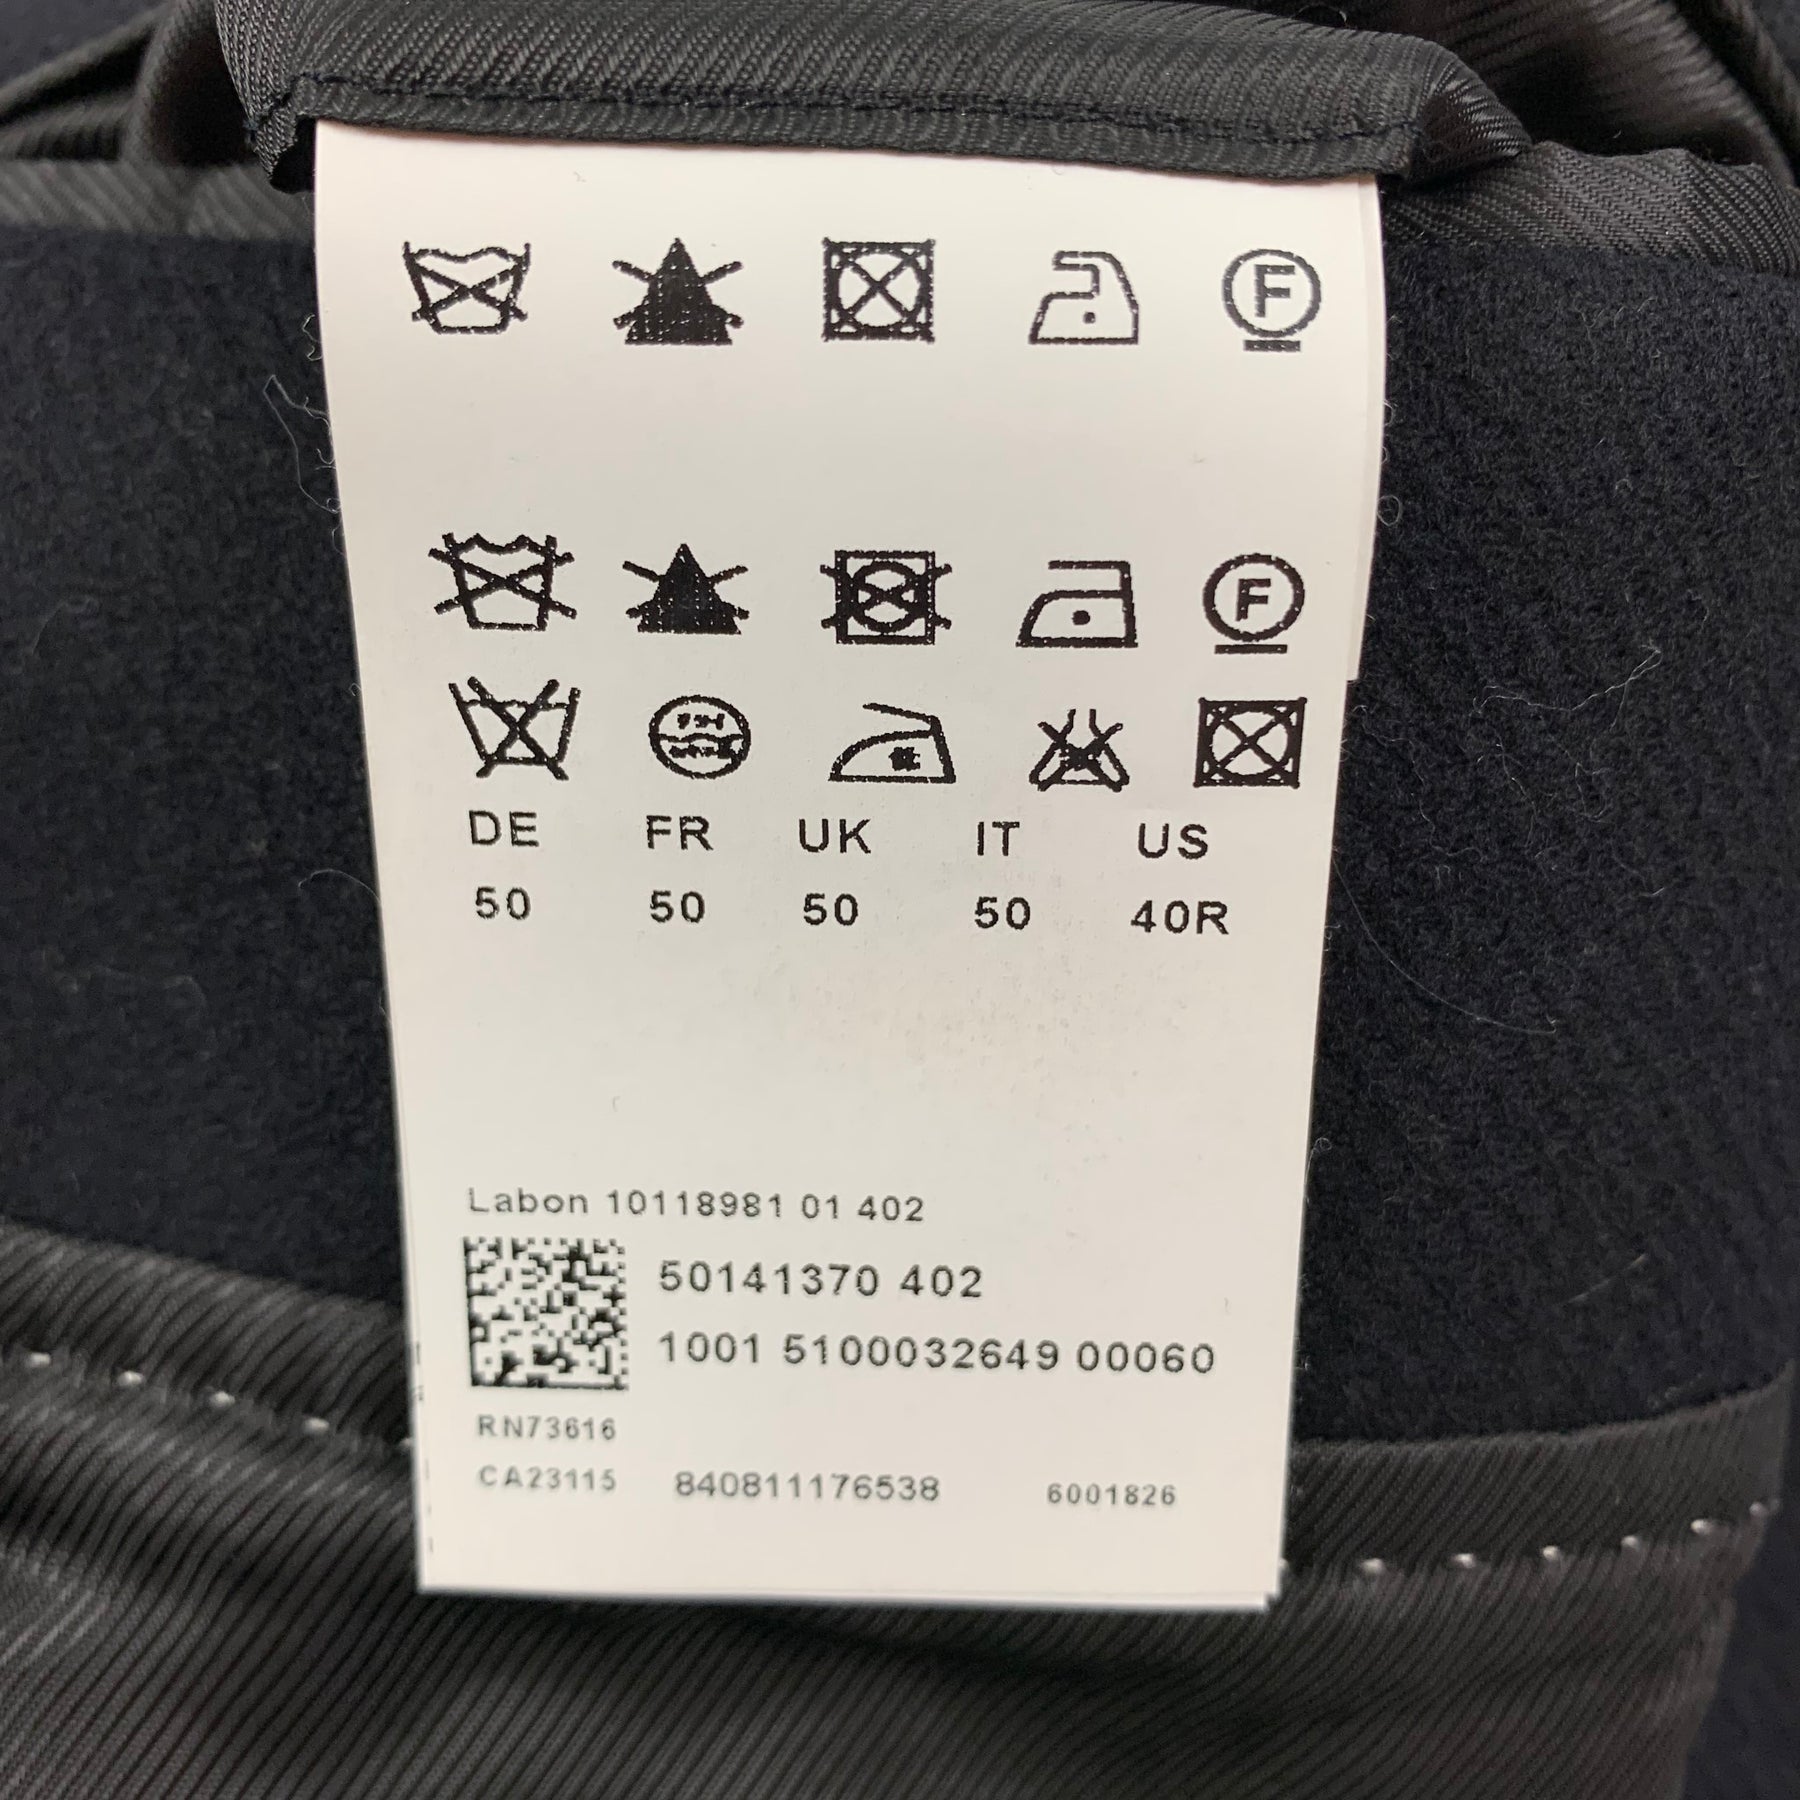 F
F
DE FR UK IT US
50 50 50 50 40R
Labon 10118981 01 402
50141370 402
1001 5100032649 00060
RN73616
CA23115 840811176538 6001826